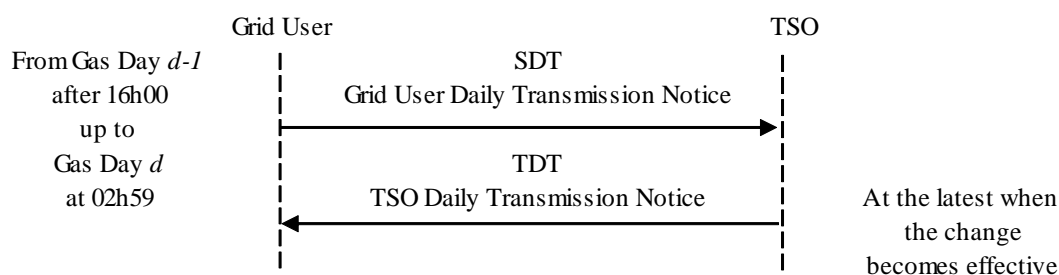 Grid User
TSO
From Gas Day d-1
after 16h00
up to
Gas Day d
at 02h59
SDT
Grid User Daily Transmission Notice
TDT
TSO Daily Transmission Notice
At the latest when
the change
becomes effective